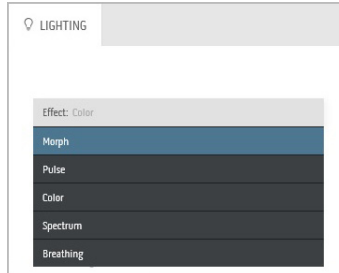 LIGHTING
Effect: Color
Morph
Pulse
Color
Spectrum
Breathing